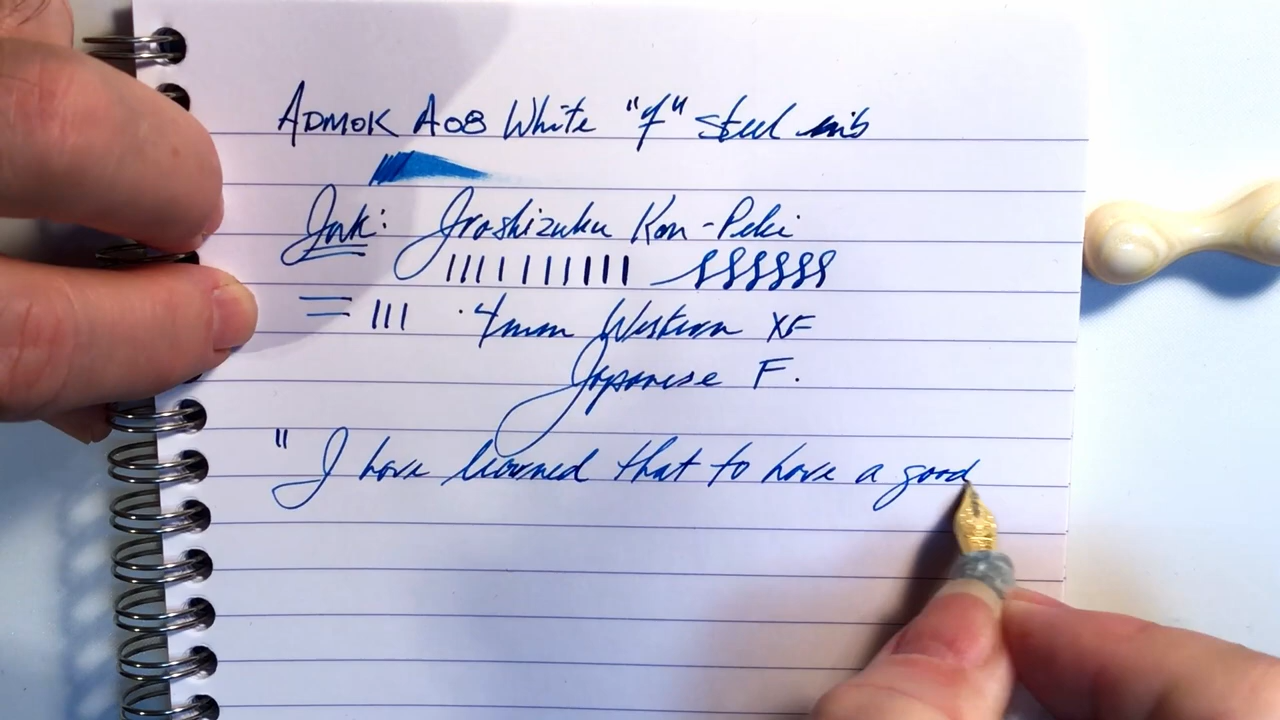 ADMOK A08 White "f" steel nib
Ink: Iroshizuku Kon-Peki
.4mm Western XF
Japanese F.
" I have learned that to have a good